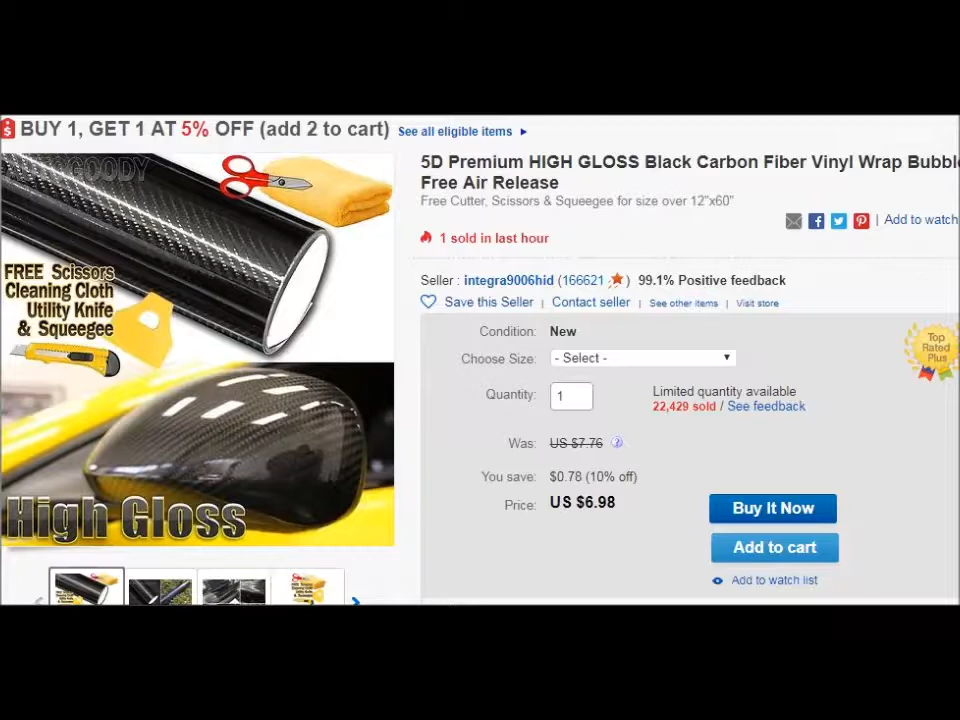 BUY 1, GET 1 AT 5% OFF (add 2 to cart) See all eligible items
GOODY
FREE Scissors
Cleaning Cloth
Utility Knife
& Squeegee
High Gloss
5D Premium HIGH GLOSS Black Carbon Fiber Vinyl Wrap Bubble
Free Air Release
Free Cutter, Scissors & Squeegee for size over 12"x60"
| Add to watch
1 sold in last hour
Seller : integra9006hid (166621 ) 99.1% Positive feedback
Save this Seller | Contact seller | See other items | Visit store
Condition: New
Choose Size: - Select -
Quantity: 1
Limited quantity available
22,429 sold / See feedback
Top
Rated
Plus
Was: US $7.76 ?
You save: $0.78 (10% off)
Price: US $6.98
Buy It Now
Add to cart
Add to watch list